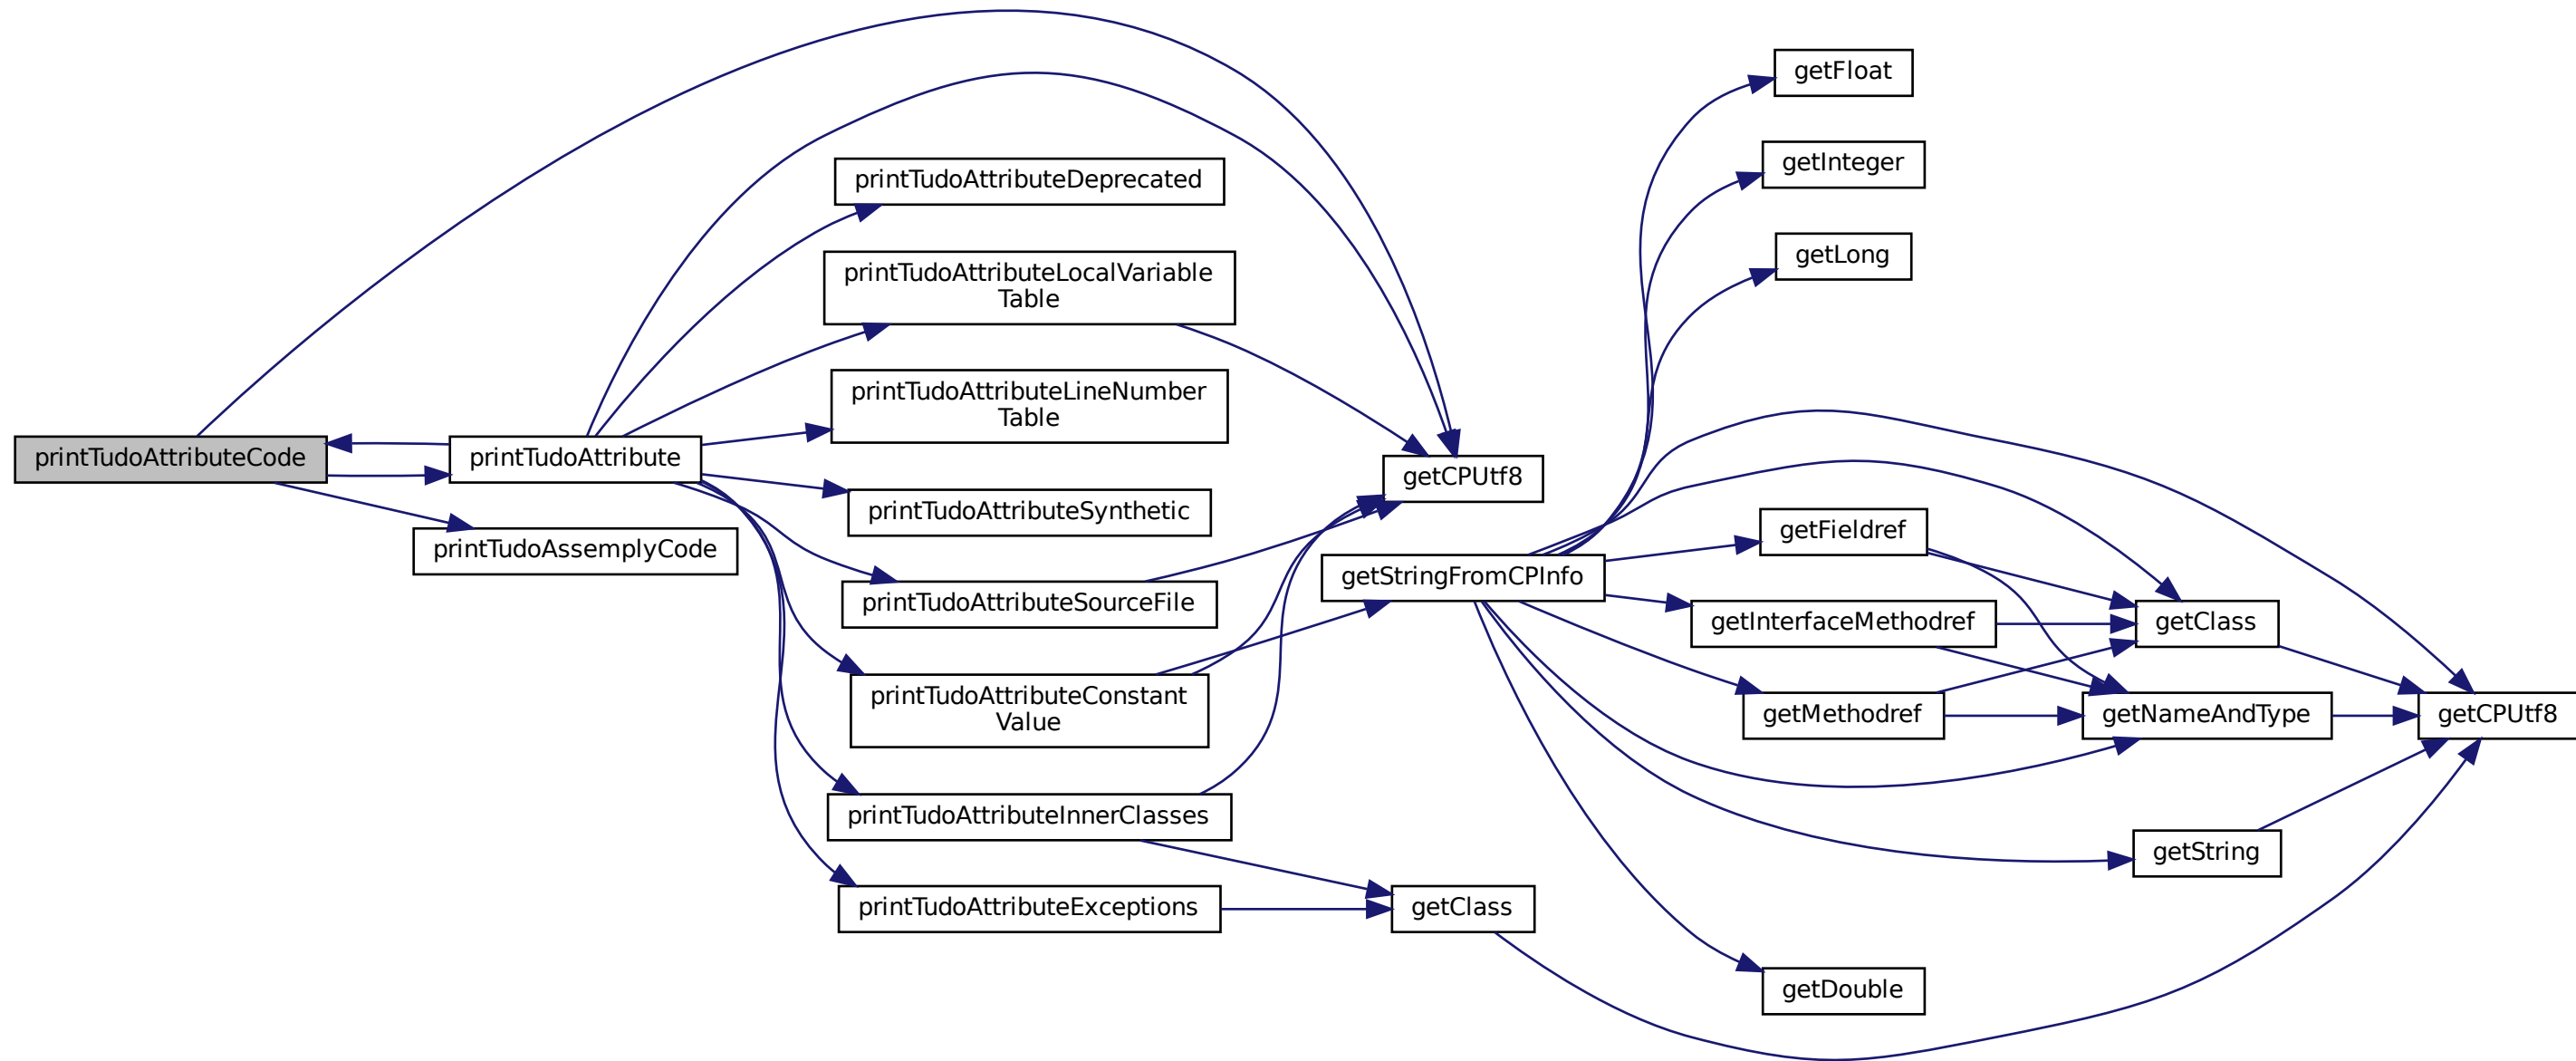 printTudoAttributeCode
printTudoAttribute
printTudoAssemplyCode
printTudoAttributeDeprecated
printTudoAttributeLocalVariable
Table
printTudoAttributeLineNumber
Table
printTudoAttributeSynthetic
printTudoAttributeSourceFile
printTudoAttributeConstant
Value
printTudoAttributeInnerClasses
printTudoAttributeExceptions
getCPUtf8
getStringFromCPInfo
getClass
getFloat
getInteger
getLong
getFieldref
getInterfaceMethodref
getMethodref
getDouble
getClass
getNameAndType
getString
getCPUtf8